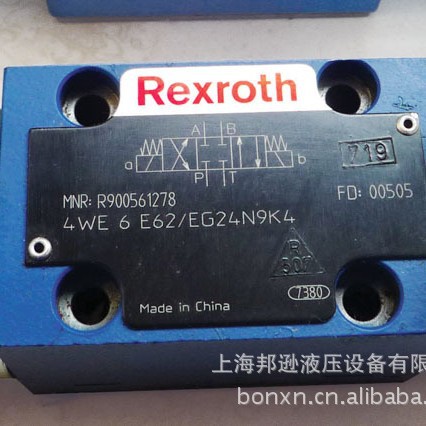 Rexroth
A B
a b
P T
719
MNR: R900561278
FD: 00505
4WE 6 E62/EG24N9K4
7380
Made in China
上海邦逊液压设备有限
bonxn.cn.alibaba.c